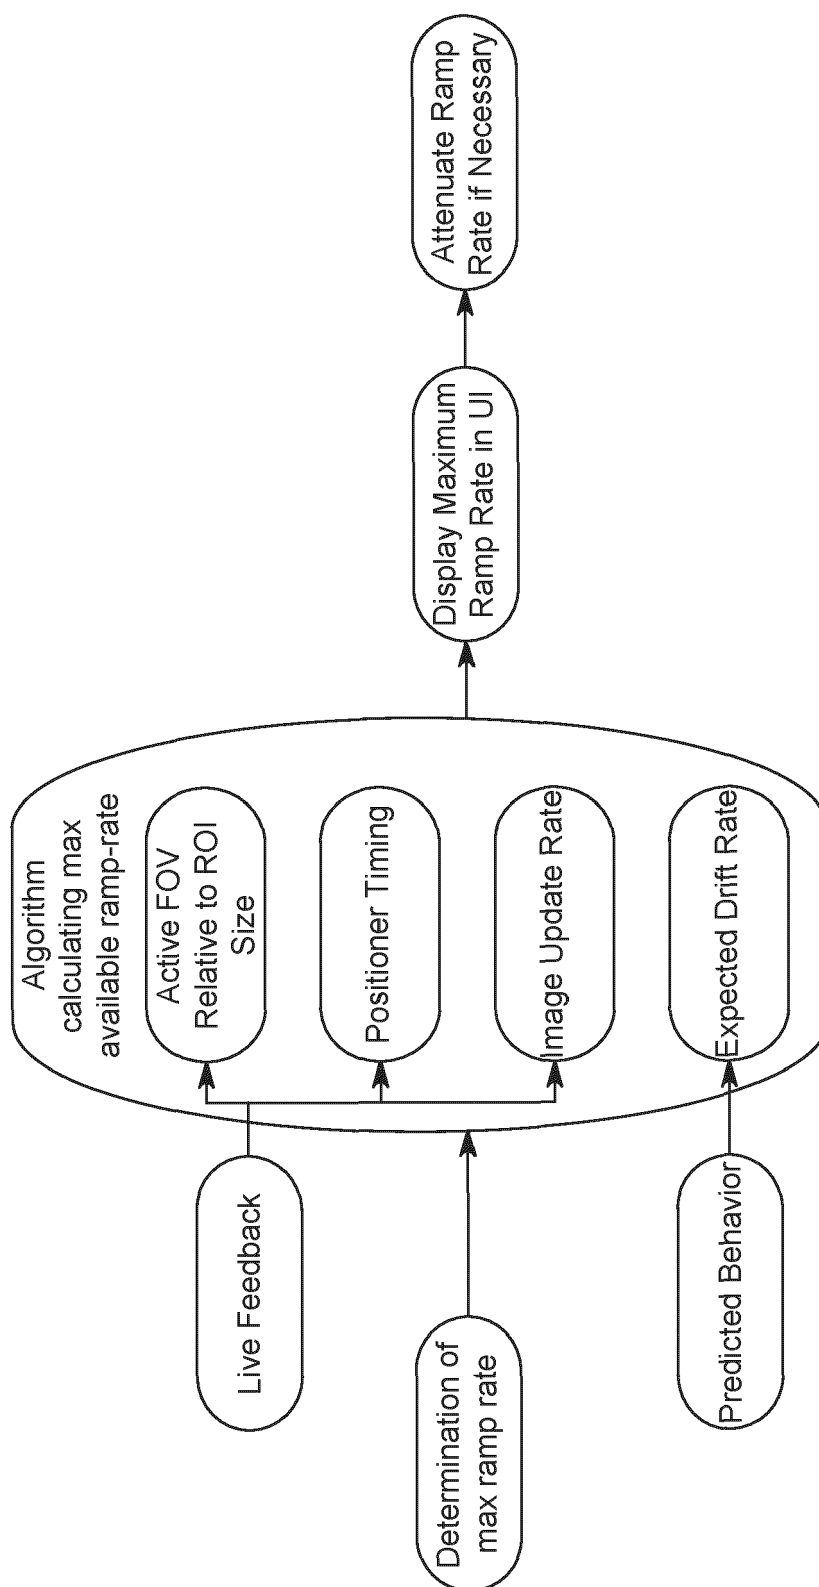 Determination of
max ramp rate
Live Feedback
Predicted Behavior
Algorithm
calculating max
available ramp-rate
Active FOV
Relative to ROI
Size
Positioner Timing
Image Update Rate
Expected Drift Rate
Display Maximum
Ramp Rate in UI
Attenuate Ramp
Rate if Necessary